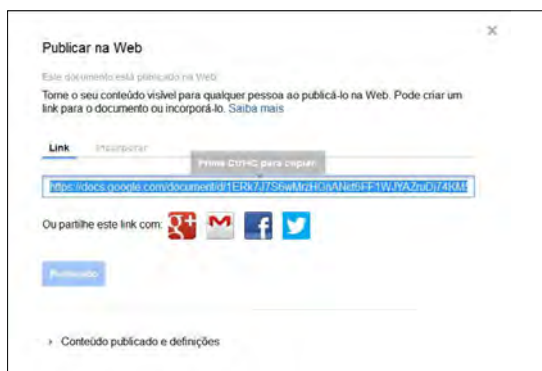 Publicar na Web
Este documento está publicado na Web.
Torne o seu conteúdo visível para qualquer pessoa ao publicá-lo na Web. Pode criar um
link para o documento ou incorporá-lo. Saiba mais
Link Incorporar
Prima Ctrl+C para copiar.
https://docs.google.com/document/d/
Ou partilhe este link com:
Publicado
Conteúdo publicado e definições